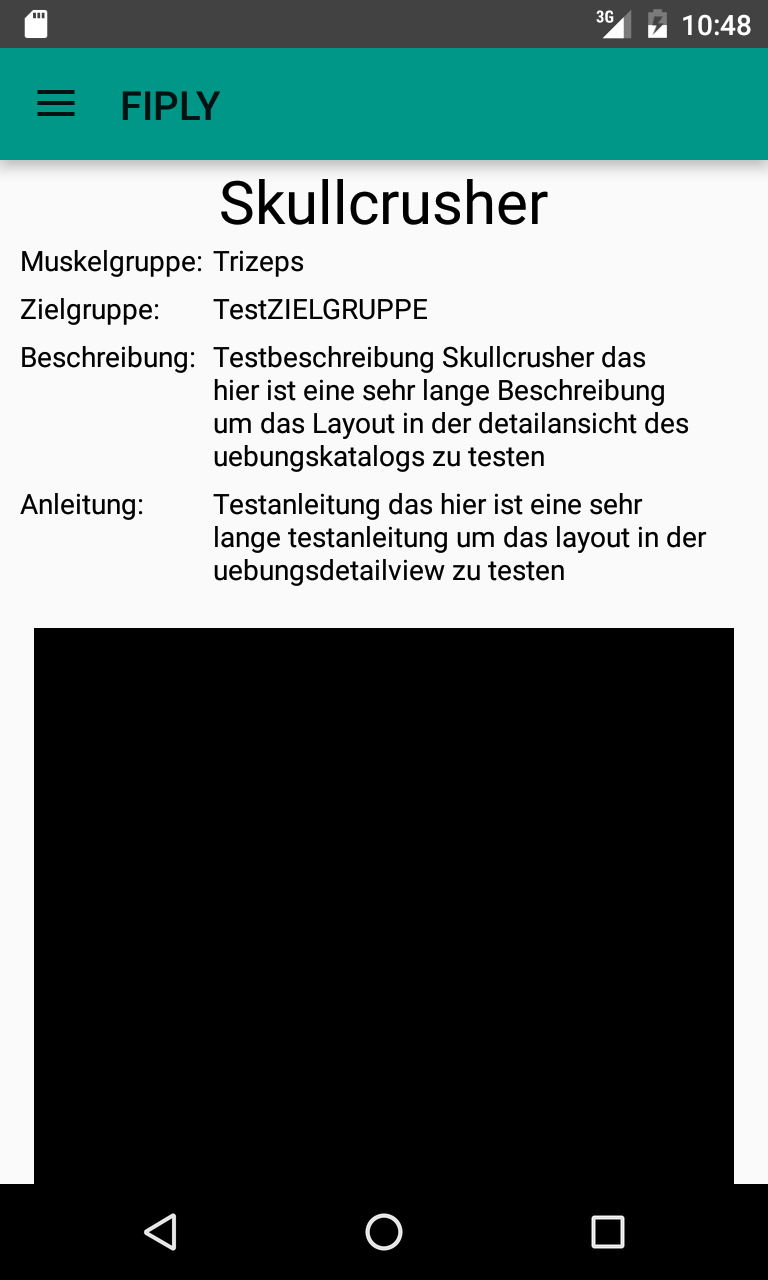 3G 10:48
FIPLY
Skullcrusher
Muskelgruppe: Trizeps
Zielgruppe: TestZIELGRUPPE
Beschreibung: Testbeschreibung Skullcrusher das
hier ist eine sehr lange Beschreibung
um das Layout in der detailansicht des
uebungskatalogs zu testen
Anleitung: Testanleitung das hier ist eine sehr
lange testanleitung um das layout in der
uebungsdetailview zu testen